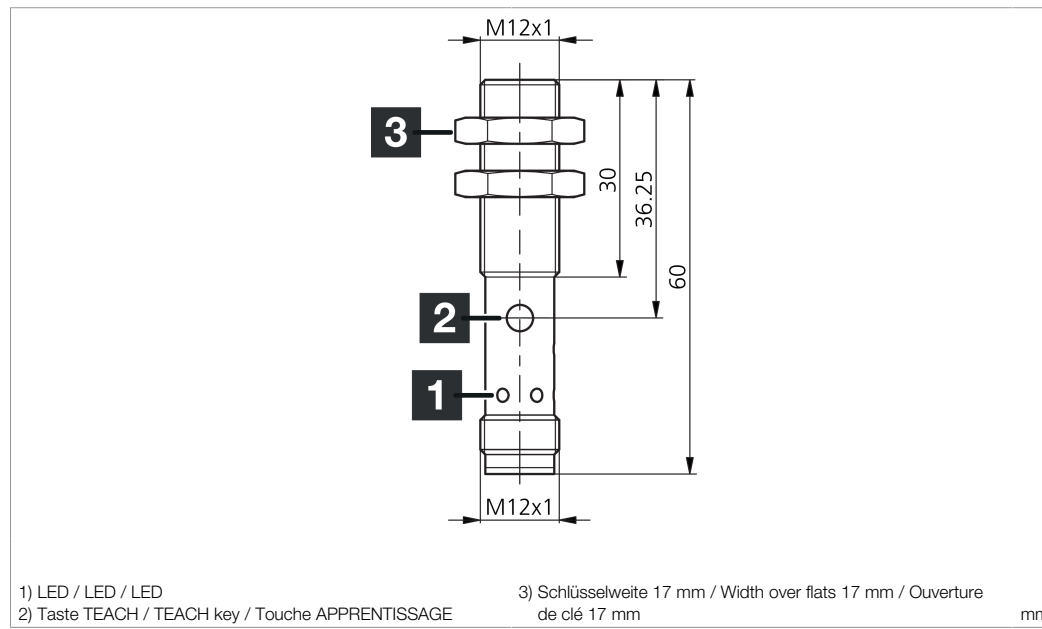 M12x1
3
30
36.25
60
2
1
M12x1
1) LED / LED / LED
2) Taste TEACH / TEACH key / Touche APPRENTISSAGE
3) Schlüsselweite 17 mm / Width over flats 17 mm / Ouverture
de clé 17 mm